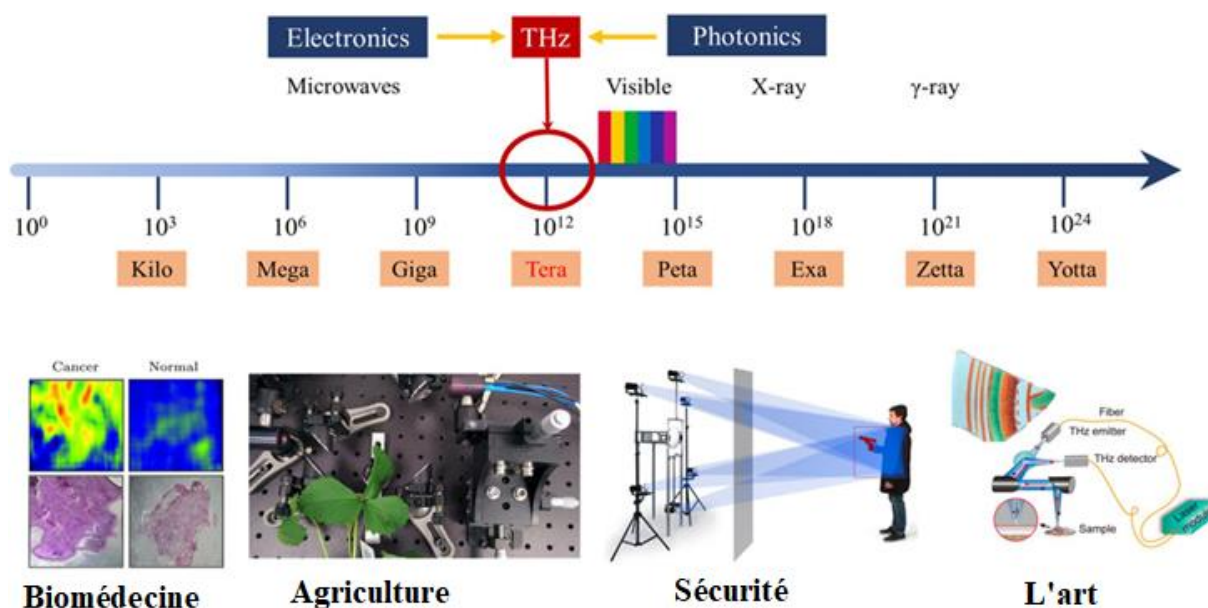 Electronics THz Photonics
Microwaves Visible X-ray γ-ray
10⁰ 10³ 10⁶ 10⁹ 10¹² 10¹⁵ 10¹⁸ 10²¹ 10²⁴
Kilo Mega Giga Tera Peta Exa Zetta Yotta
Cancer Normal
Fiber
THz emitter
THz detector
Laser
Sample
Biomédecine Agriculture Sécurité L'art